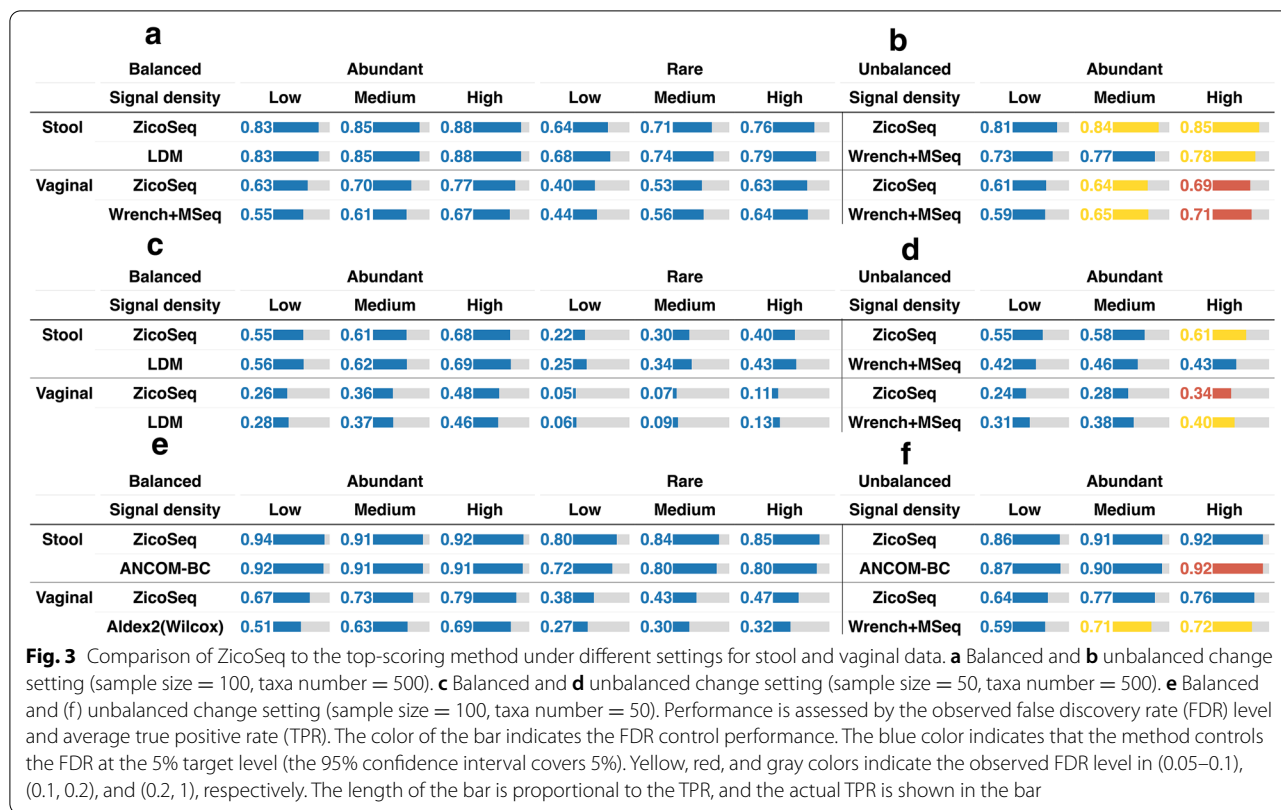 a b
Balanced Abundant Rare Unbalanced Abundant
Signal density Low Medium High Low Medium High Signal density Low Medium High
Stool ZicoSeq 0.83 0.85 0.88 0.64 0.71 0.76 ZicoSeq 0.81 0.84 0.85
LDM 0.83 0.85 0.88 0.68 0.74 0.79 Wrench+MSeq 0.73 0.77 0.78
Vaginal ZicoSeq 0.63 0.70 0.77 0.40 0.53 0.63 ZicoSeq 0.61 0.64 0.69
Wrench+MSeq 0.55 0.61 0.67 0.44 0.56 0.64 Wrench+MSeq 0.59 0.65 0.71
c d
Balanced Abundant Rare Unbalanced Abundant
Signal density Low Medium High Low Medium High Signal density Low Medium High
Stool ZicoSeq 0.55 0.61 0.68 0.22 0.30 0.40 ZicoSeq 0.55 0.58 0.61
LDM 0.56 0.62 0.69 0.25 0.34 0.43 Wrench+MSeq 0.42 0.46 0.43
Vaginal ZicoSeq 0.26 0.36 0.48 0.05 0.07 0.11 ZicoSeq 0.24 0.28 0.34
LDM 0.28 0.37 0.46 0.06 0.09 0.13 Wrench+MSeq 0.31 0.38 0.40
e f
Balanced Abundant Rare Unbalanced Abundant
Signal density Low Medium High Low Medium High Signal density Low Medium High
Stool ZicoSeq 0.94 0.91 0.92 0.80 0.84 0.85 ZicoSeq 0.86 0.91 0.92
ANCOM-BC 0.92 0.91 0.91 0.72 0.80 0.80 ANCOM-BC 0.87 0.90 0.92
Vaginal ZicoSeq 0.67 0.73 0.79 0.38 0.43 0.47 ZicoSeq 0.64 0.77 0.76
Aldex2(Wilcox) 0.51 0.63 0.69 0.27 0.30 0.32 Wrench+MSeq 0.59 0.71 0.72
Fig. 3 Comparison of ZicoSeq to the top-scoring method under different settings for stool and vaginal data. a Balanced and b unbalanced change
setting (sample size = 100, taxa number = 500). c Balanced and d unbalanced change setting (sample size = 50, taxa number = 500). e Balanced
and (f) unbalanced change setting (sample size = 100, taxa number = 50). Performance is assessed by the observed false discovery rate (FDR) level
and average true positive rate (TPR). The color of the bar indicates the FDR control performance. The blue color indicates that the method controls
the FDR at the 5% target level (the 95% confidence interval covers 5%). Yellow, red, and gray colors indicate the observed FDR level in (0.05–0.1),
(0.1, 0.2), and (0.2, 1), respectively. The length of the bar is proportional to the TPR, and the actual TPR is shown in the bar